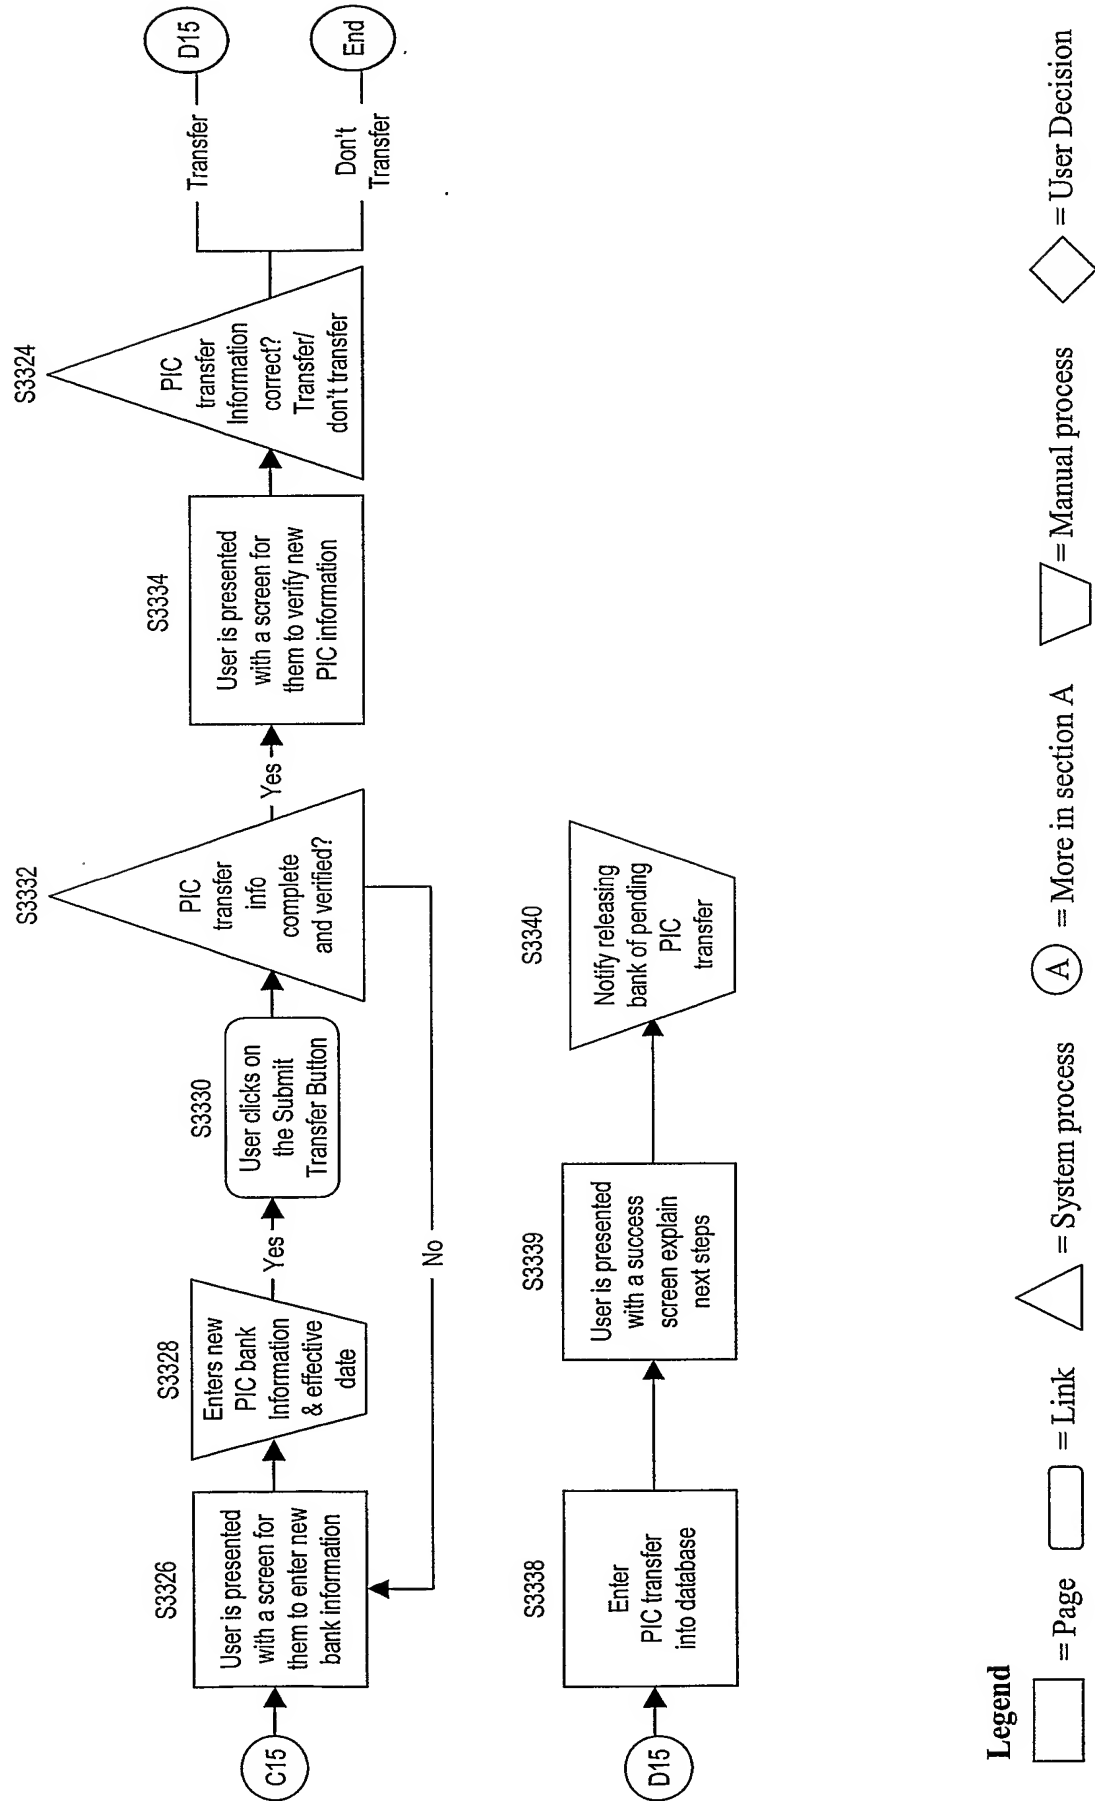 C15
S3326
User is presented
with a screen for
them to enter new
bank information
S3328
Enters new
PIC bank
Information
& effective
date
Yes
S3330
User clicks on
the Submit
Transfer Button
S3332
PIC
transfer
info
complete
and verified?
No
Yes
S3334
User is presented
with a screen for
them to verify new
PIC information
S3324
PIC
transfer
Information
correct?
Transfer/
don't transfer
Transfer
D15
Don't
Transfer
End
D15
S3338
Enter
PIC transfer
into database
S3339
User is presented
with a success
screen explain
next steps
S3340
Notify releasing
bank of pending
PIC
transfer
Legend
= Page
= Link
= System process
A = More in section A
= Manual process
= User Decision